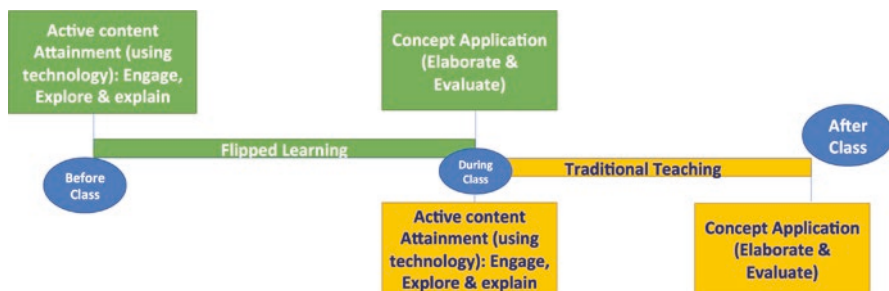 Active content
Attainment (using
technology): Engage,
Explore & explain
Concept Application
(Elaborate &
Evaluate)
After
Class
Flipped Learning
Before
Class
During
Class
Traditional Teaching
Active content
Attainment (using
technology): Engage,
Explore & explain
Concept Application
(Elaborate &
Evaluate)